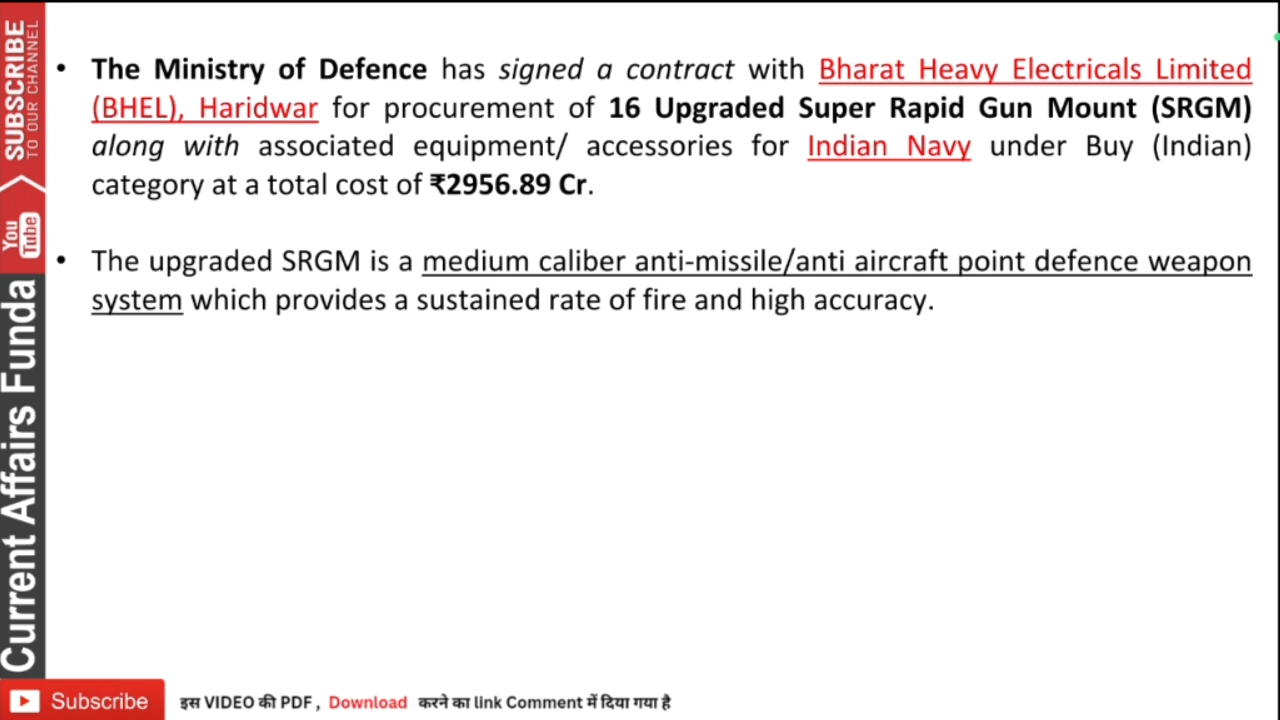 SUBSCRIBE
TO OUR CHANNEL
You
Tube
Current Affairs Funda
• The Ministry of Defence has signed a contract with Bharat Heavy Electricals Limited
(BHEL), Haridwar for procurement of 16 Upgraded Super Rapid Gun Mount (SRGM)
along with associated equipment/ accessories for Indian Navy under Buy (Indian)
category at a total cost of ₹2956.89 Cr.
• The upgraded SRGM is a medium caliber anti-missile/anti aircraft point defence weapon
system which provides a sustained rate of fire and high accuracy.
Subscribe
इस VIDEO की PDF , Download करने का link Comment में दिया गया है